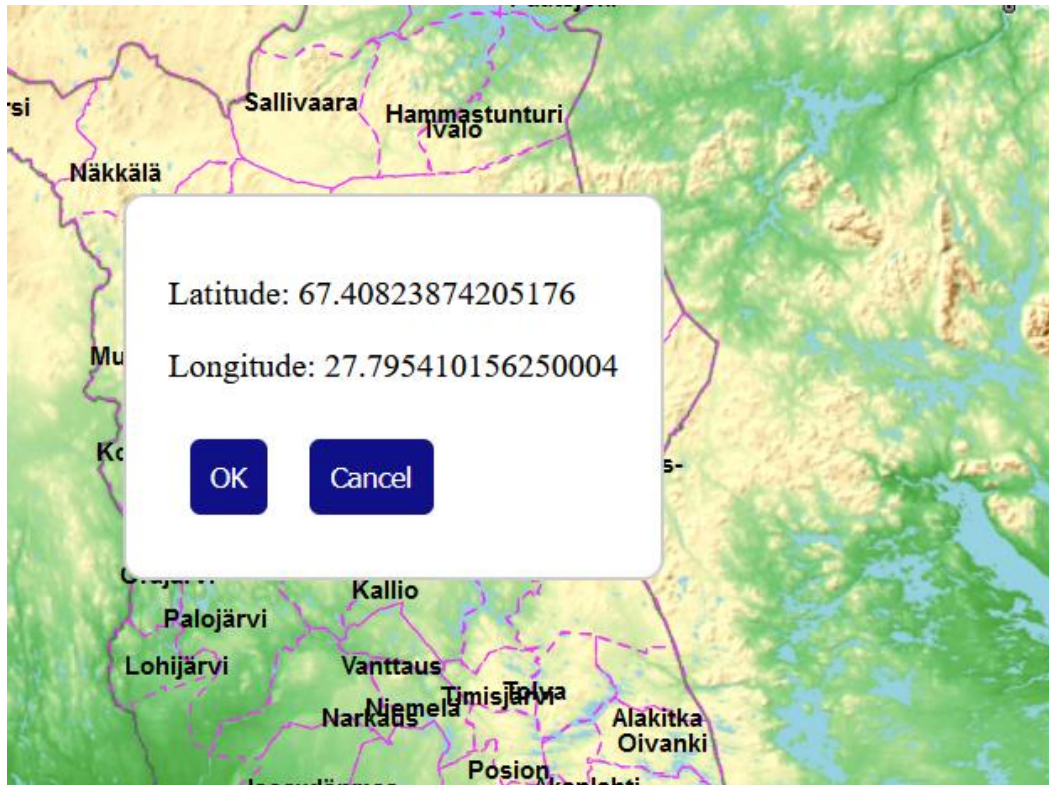 Sallivaara
Hammastunturi
Ivalo
Näkkälä
Latitude: 67.40823874205176
Longitude: 27.795410156250004
OK
Cancel
Kallio
Palojärvi
Lohijärvi
Vanttaus
Niemelä
Timisjärvi
Tolva
Narkaus
Alakitka
Oivanki
Posion